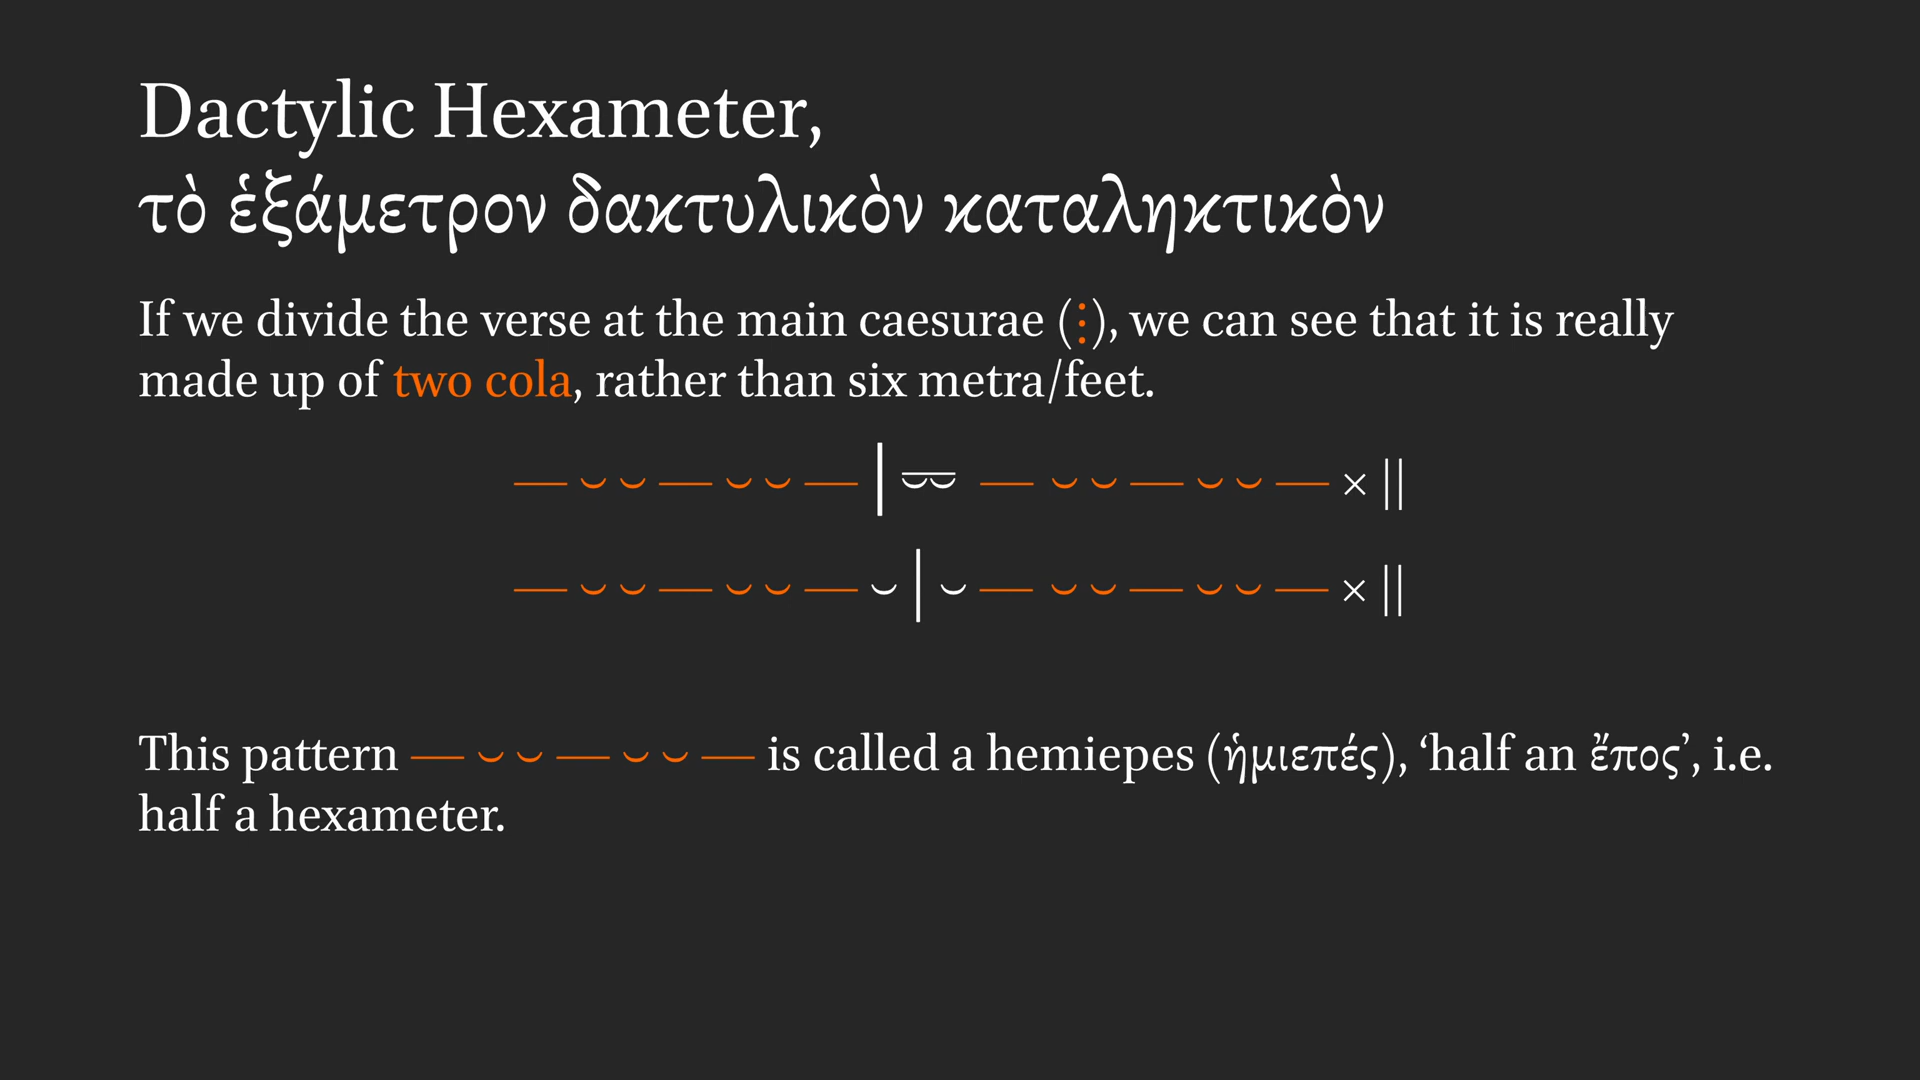 Dactylic Hexameter,
τὸ ἑξάμετρον δακτυλικὸν καταληκτικὸν
If we divide the verse at the main caesurae (⋮), we can see that it is really
made up of two cola, rather than six metra/feet.
— ⏑ ⏑ — ⏑ ⏑ — | ⏕ — ⏑ ⏑ — ⏑ ⏑ — × ||
— ⏑ ⏑ — ⏑ ⏑ — ⏑ | ⏑ — ⏑ ⏑ — ⏑ ⏑ — × ||
This pattern — ⏑ ⏑ — ⏑ ⏑ — is called a hemiepes (ἡμιεπές), ‘half an ἔπος’, i.e.
half a hexameter.